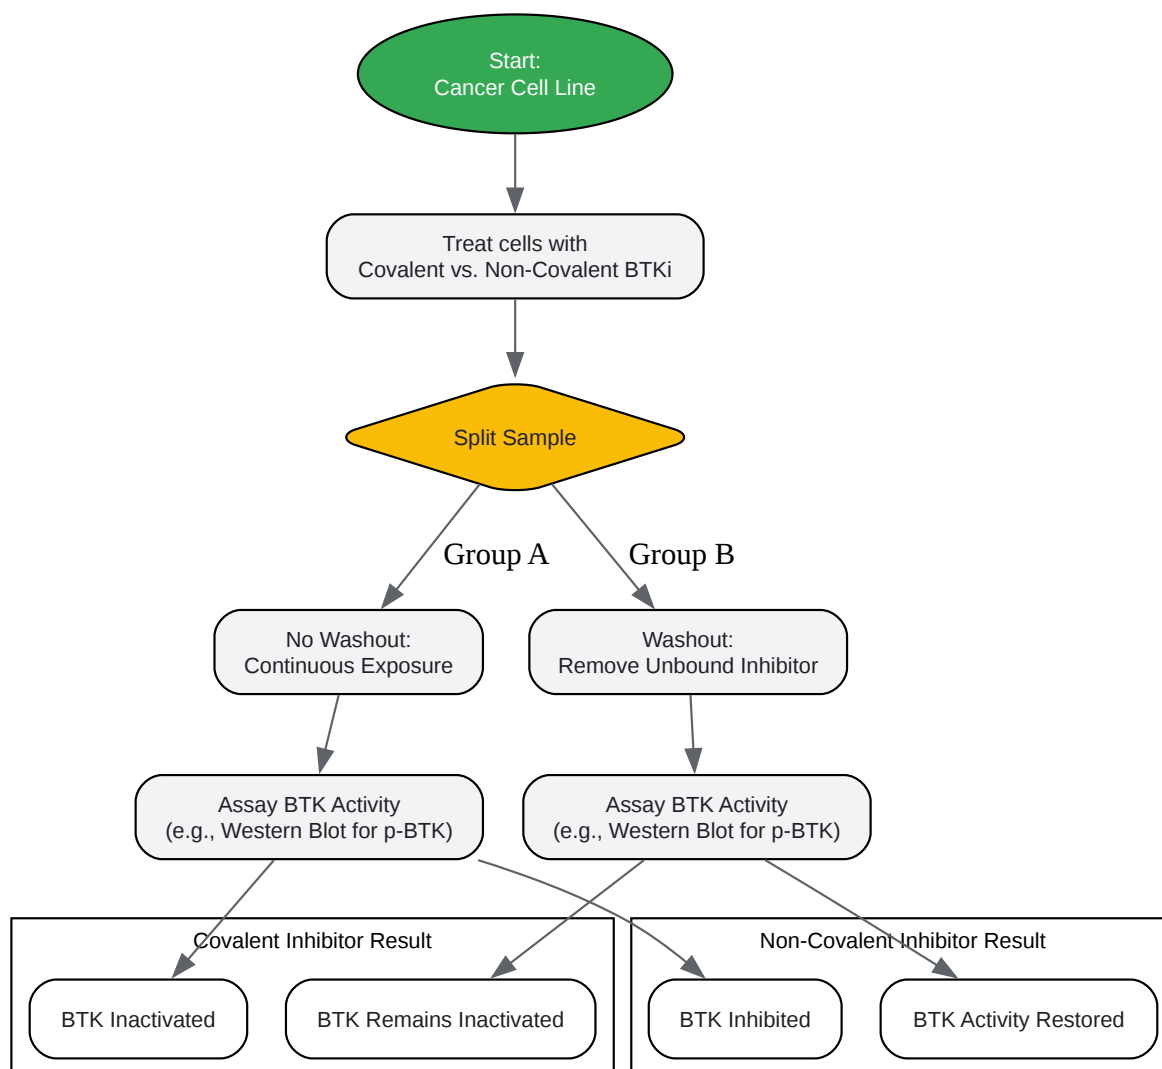 Start:
Cancer Cell Line
Treat cells with
Covalent vs. Non-Covalent BTKi
Split Sample
Group A
Group B
No Washout:
Continuous Exposure
Washout:
Remove Unbound Inhibitor
Assay BTK Activity
(e.g., Western Blot for p-BTK)
Assay BTK Activity
(e.g., Western Blot for p-BTK)
Covalent Inhibitor Result
Non-Covalent Inhibitor Result
BTK Inactivated
BTK Remains Inactivated
BTK Inhibited
BTK Activity Restored